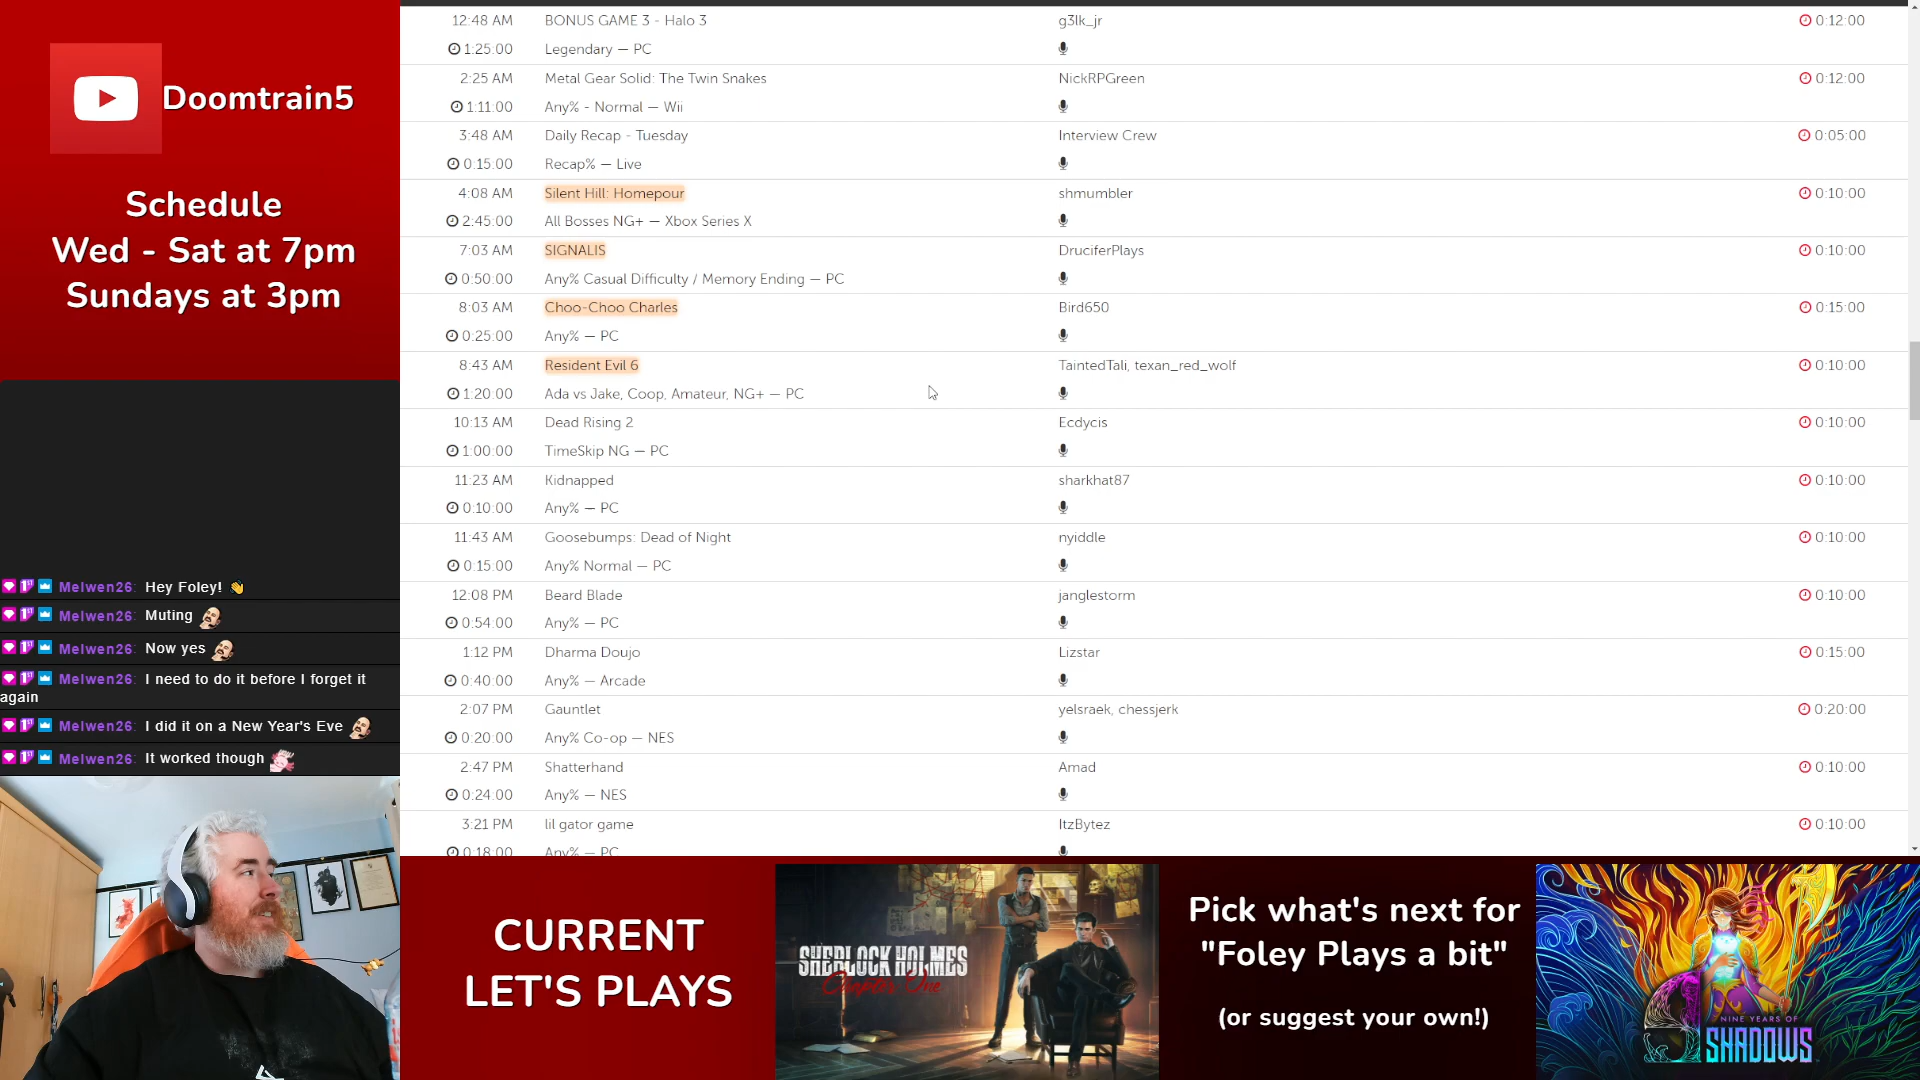 Doomtrain5
Schedule
Wed - Sat at 7pm
Sundays at 3pm
Melwen26: Hey Foley!
Melwen26: Muting
Melwen26: Now yes
Melwen26: I need to do it before I forget it
again
Melwen26: I did it on a New Year's Eve
Melwen26: It worked though
12:48 AM BONUS GAME 3 - Halo 3 g3lk_jr 0:12:00
1:25:00 Legendary — PC
2:25 AM Metal Gear Solid: The Twin Snakes NickRPGreen 0:12:00
1:11:00 Any% - Normal — Wii
3:48 AM Daily Recap - Tuesday Interview Crew 0:05:00
0:15:00 Recap% — Live
4:08 AM Silent Hill: Homepour shmumbler 0:10:00
2:45:00 All Bosses NG+ — Xbox Series X
7:03 AM SIGNALIS DruciferPlays 0:10:00
0:50:00 Any% Casual Difficulty / Memory Ending — PC
8:03 AM Choo-Choo Charles Bird650 0:15:00
0:25:00 Any% — PC
8:43 AM Resident Evil 6 TaintedTali, texan_red_wolf 0:10:00
1:20:00 Ada vs Jake, Coop, Amateur, NG+ — PC
10:13 AM Dead Rising 2 Ecdycis 0:10:00
1:00:00 TimeSkip NG — PC
11:23 AM Kidnapped sharkhat87 0:10:00
0:10:00 Any% — PC
11:43 AM Goosebumps: Dead of Night nyiddle 0:10:00
0:15:00 Any% Normal — PC
12:08 PM Beard Blade janglestorm 0:10:00
0:54:00 Any% — PC
1:12 PM Dharma Doujo Lizstar 0:15:00
0:40:00 Any% — Arcade
2:07 PM Gauntlet yelsraek, chessjerk 0:20:00
0:20:00 Any% Co-op — NES
2:47 PM Shatterhand Amad 0:10:00
0:24:00 Any% — NES
3:21 PM lil gator game ItzBytez 0:10:00
0:18:00 Any% — PC
CURRENT
LET'S PLAYS
SHERLOCK HOLMES
Chapter One
Pick what's next for
"Foley Plays a bit"
(or suggest your own!)
NINE YEARS OF
SHADOWS